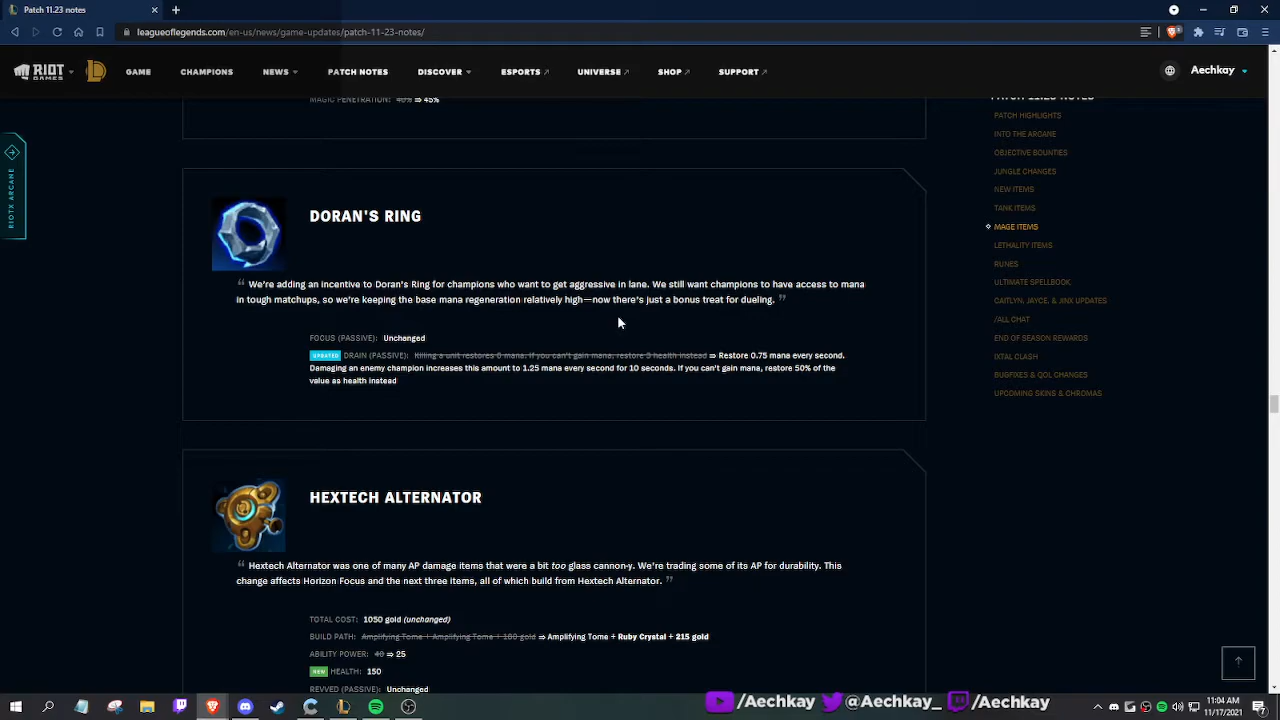 Patch 11.23 notes
leagueoflegends.com/en-us/news/game-updates/patch-11-23-notes/
RIOT GAMES
GAME
CHAMPIONS
NEWS
PATCH NOTES
DISCOVER
ESPORTS
UNIVERSE
SHOP
SUPPORT
Aechkay
MAGIC PENETRATION: 40% ⇒ 45%
PATCH 11.23 NOTES
PATCH HIGHLIGHTS
INTO THE ARCANE
OBJECTIVE BOUNTIES
JUNGLE CHANGES
NEW ITEMS
TANK ITEMS
MAGE ITEMS
LETHALITY ITEMS
RUNES
ULTIMATE SPELLBOOK
CAITLYN, JAYCE, & JINX UPDATES
/ALL CHAT
END OF SEASON REWARDS
IXTAL CLASH
BUGFIXES & QOL CHANGES
UPCOMING SKINS & CHROMAS
RIOTX ARCANE
DORAN'S RING
“ We're adding an incentive to Doran's Ring for champions who want to get aggressive in lane. We still want champions to have access to mana
in tough matchups, so we're keeping the base mana regeneration relatively high—now there's just a bonus treat for dueling. ”
FOCUS (PASSIVE): Unchanged
UPDATED DRAIN (PASSIVE): Killing a unit restores 6 mana. If you can't gain mana, restore 3 health instead ⇒ Restore 0.75 mana every second.
Damaging an enemy champion increases this amount to 1.25 mana every second for 10 seconds. If you can't gain mana, restore 50% of the
value as health instead
HEXTECH ALTERNATOR
“ Hextech Alternator was one of many AP damage items that were a bit too glass cannon-y. We're trading some of its AP for durability. This
change affects Horizon Focus and the next three items, all of which build from Hextech Alternator. ”
TOTAL COST: 1050 gold (unchanged)
BUILD PATH: Amplifying Tome + Amplifying Tome + 180 gold ⇒ Amplifying Tome + Ruby Crystal + 215 gold
ABILITY POWER: 40 ⇒ 25
NEW HEALTH: 150
REVVED (PASSIVE): Unchanged
/Aechkay
@Aechkay_
/Aechkay
11:04 AM
11/17/2021